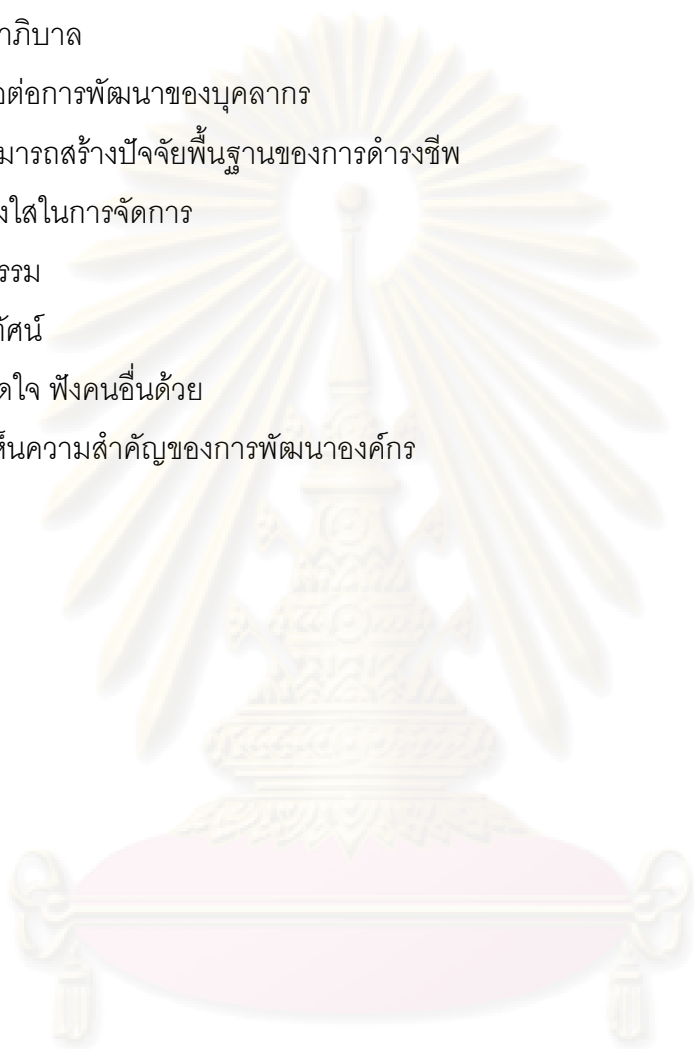 าภิบาล
อต่อการพัฒนาของบุคลากร
มารถสร้างปัจจัยพื้นฐานของการดำรงชีพ
งใสในการจัดการ
รรม
ทัศน์
ดใจ ฟังคนอื่นด้วย
ห็นความสำคัญของการพัฒนาองค์กร